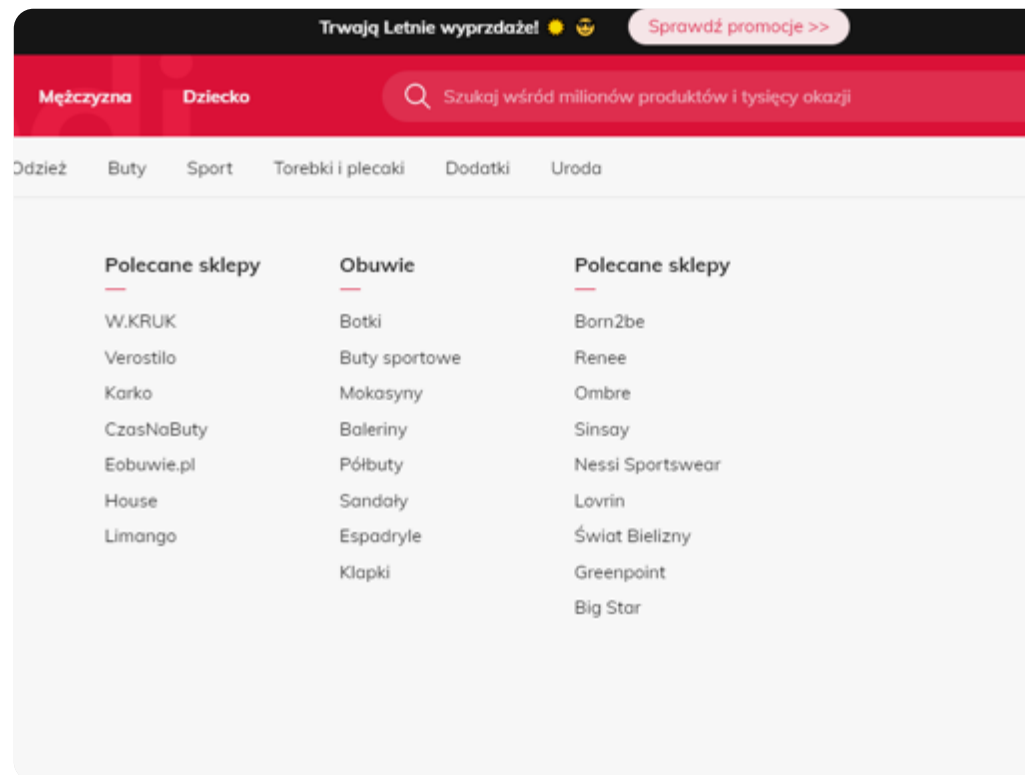 Trwają Letnie wyprzdaże! 🌞 😎 Sprawdź promocje >>
Mężczyzna Dziecko Szukaj wśród milionów produktów i tysięcy okazji
Odzież Buty Sport Torebki i plecaki Dodatki Uroda
Polecane sklepy
W.KRUK
Verostilo
Karko
CzasNaButy
Eobuwie.pl
House
Limango
Obuwie
Botki
Buty sportowe
Mokasyny
Baleriny
Półbuty
Sandały
Espadryle
Klapki
Polecane sklepy
Born2be
Renee
Ombre
Sinsay
Nessi Sportswear
Lovrin
Świat Bielizny
Greenpoint
Big Star